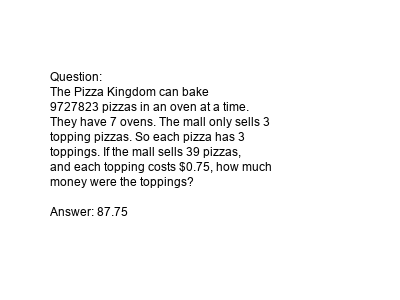 Question:
The Pizza Kingdom can bake
9727823 pizzas in an oven at a time.
They have 7 ovens. The mall only sells 3
topping pizzas. So each pizza has 3
toppings. If the mall sells 39 pizzas,
and each topping costs $0.75, how much
money were the toppings?

Answer: 87.75